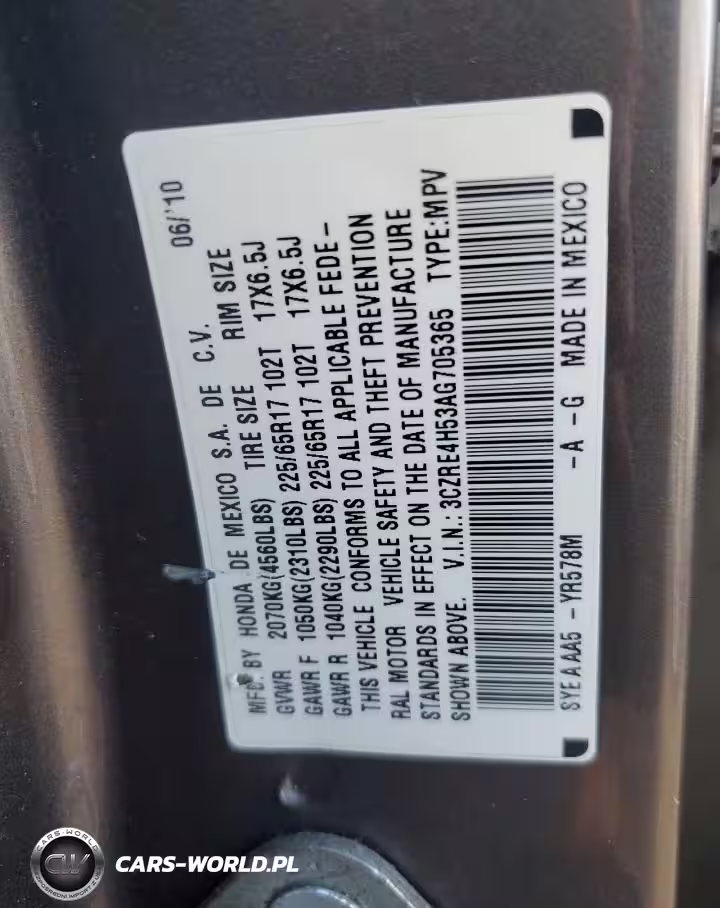 06/'10
MFD. BY HONDA DE MEXICO S.A. DE C.V.
GVWR 2070KG(4560LBS) TIRE SIZE RIM SIZE
GAWR F 1050KG(2310LBS) 225/65R17 102T 17X6.5J
GAWR R 1040KG(2290LBS) 225/65R17 102T 17X6.5J
THIS VEHICLE CONFORMS TO ALL APPLICABLE FEDE-
RAL MOTOR VEHICLE SAFETY AND THEFT PREVENTION
STANDARDS IN EFFECT ON THE DATE OF MANUFACTURE
SHOWN ABOVE. V.I.N.: 3CZRE4H53AG705365 TYPE:MPV
SYEAAA5 -YR578M -A -G MADE IN MEXICO
CARS-WORLD
CW
CARS-WORLD.PL